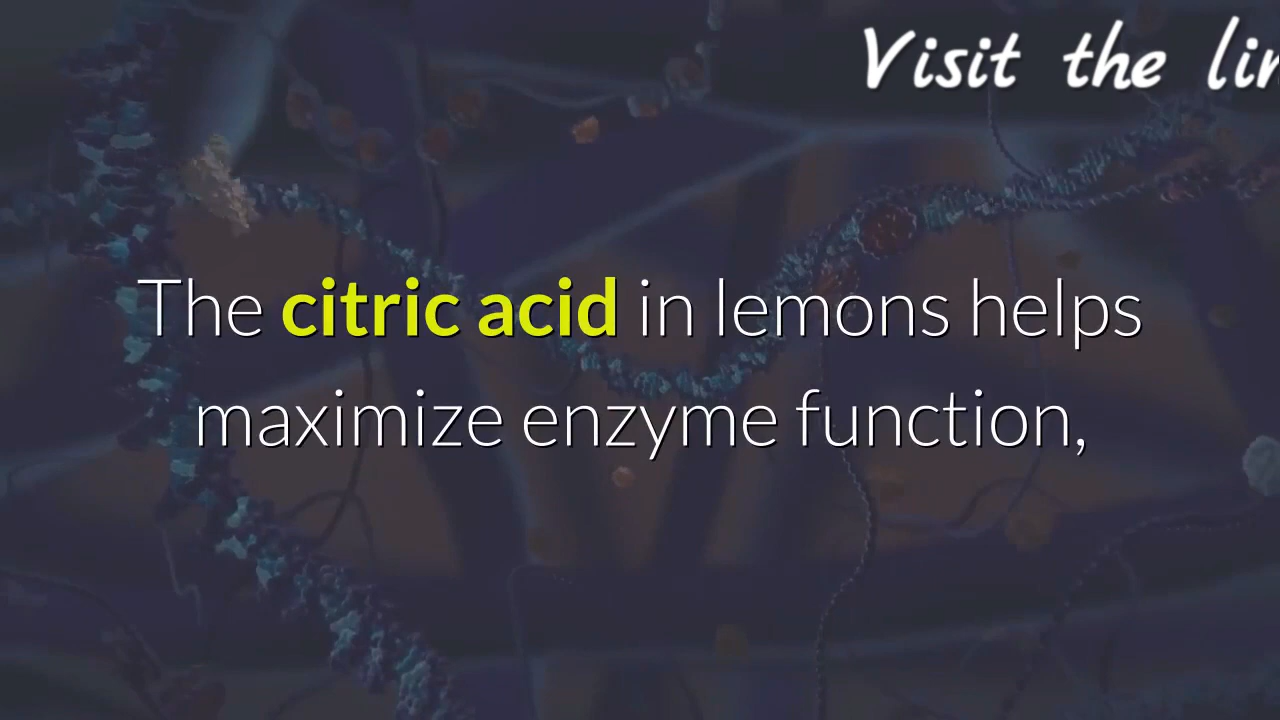 Visit the
The citric acid in lemons helps
maximize enzyme function,